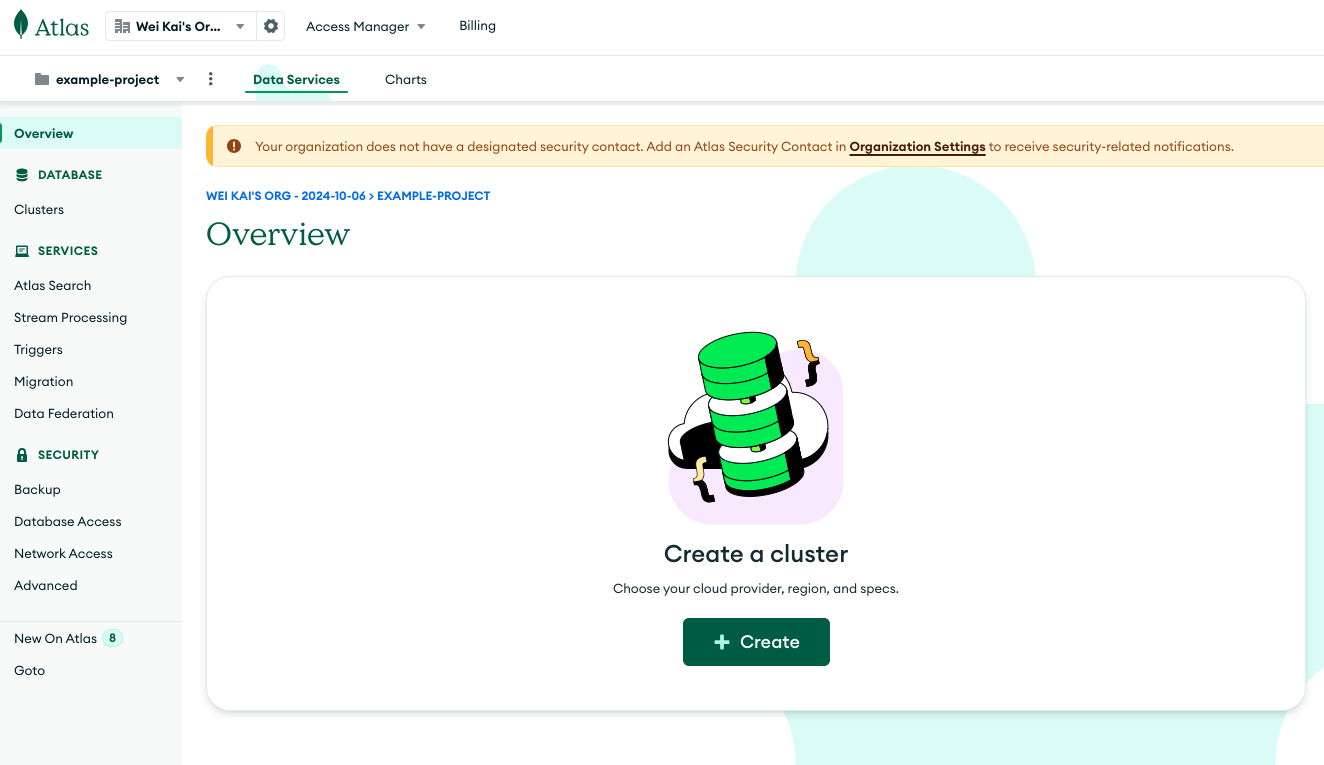 Atlas
Wei Kai's Or...
Access Manager
Billing
example-project
Data Services
Charts
Overview
DATABASE
Clusters
SERVICES
Atlas Search
Stream Processing
Triggers
Migration
Data Federation
SECURITY
Backup
Database Access
Network Access
Advanced
New On Atlas 8
Goto
Your organization does not have a designated security contact. Add an Atlas Security Contact in Organization Settings to receive security-related notifications.
WEI KAI'S ORG - 2024-10-06 > EXAMPLE-PROJECT
Overview
Create a cluster
Choose your cloud provider, region, and specs.
+ Create